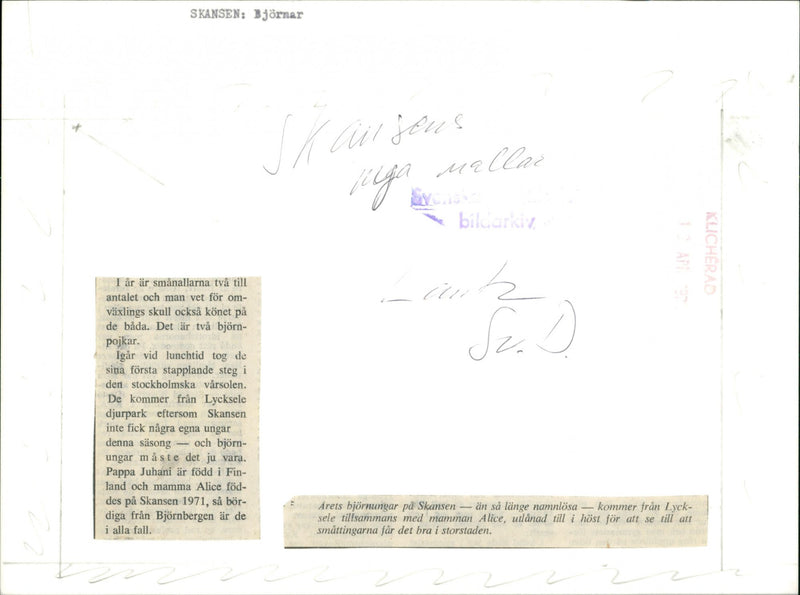 SKANSEN: Björnar
Skansens
nya nallar
Svenska
bildarkiv
KLICHERAD
Lantz
Sv. D.
I år är smånallarna två till
antalet och man vet för om-
växlings skull också könet på
de båda. Det är två björn-
pojkar.
Igår vid lunchtid tog de
sina första stapplande steg i
den stockholmska vårsolen.
De kommer från Lycksele
djurpark eftersom Skansen
inte fick några egna ungar
denna säsong — och björn-
ungar måste det ju vara.
Pappa Juhani är född i Fin-
land och mamma Alice föd-
des på Skansen 1971, så bör-
diga från Björnbergen är de
i alla fall.
Årets björnungar på Skansen — än så länge namnlösa — kommer från Lyck-
sele tillsammans med mamman Alice, utlånad till i höst för att se till att
småttingarna får det bra i storstaden.